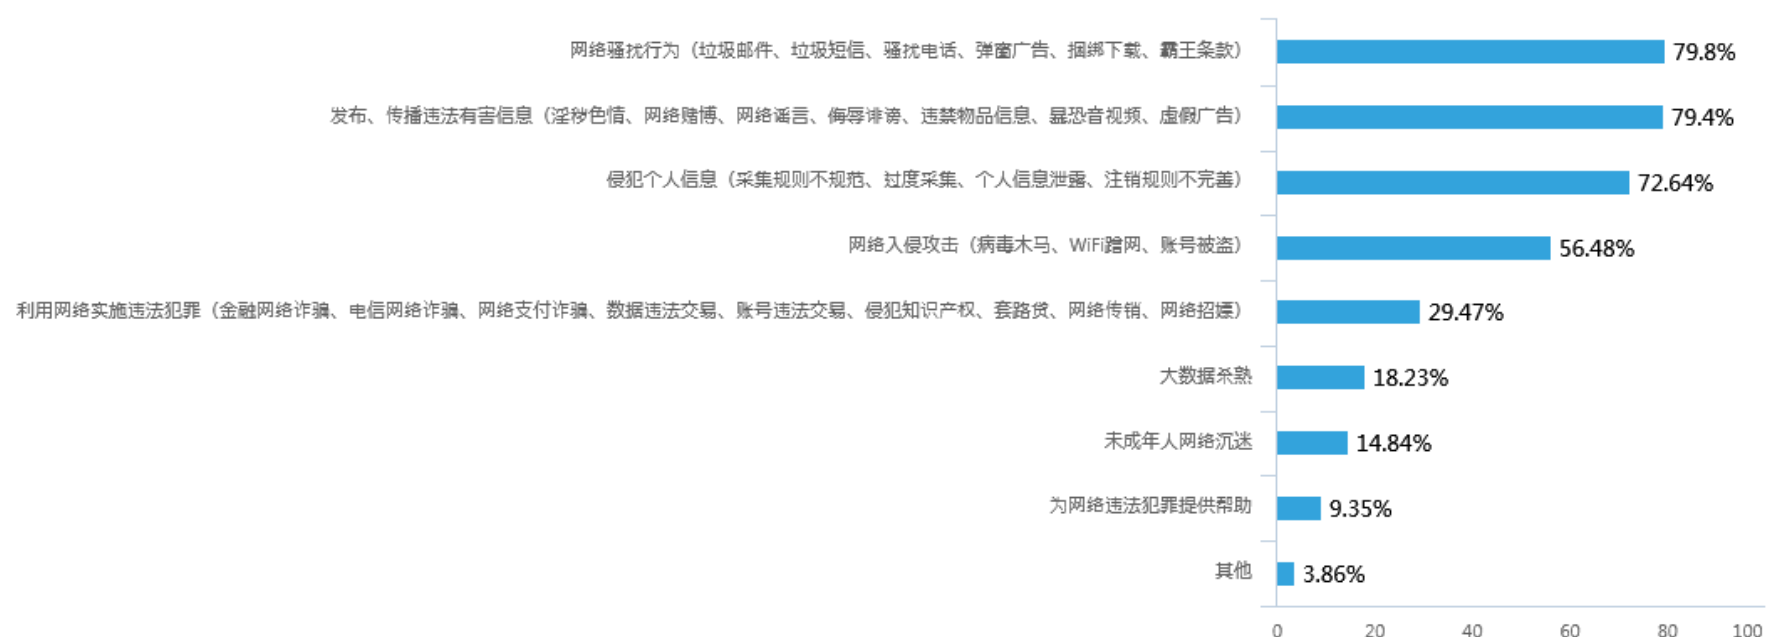 网络骚扰行为（垃圾邮件、垃圾短信、骚扰电话、弹窗广告、捆绑下载、霸王条款） 79.8%
发布、传播违法有害信息（淫秽色情、网络赌博、网络谣言、侮辱诽谤、违禁物品信息、暴恐音视频、虚假广告） 79.4%
侵犯个人信息（采集规则不规范、过度采集、个人信息泄露、注销规则不完善） 72.64%
网络入侵攻击（病毒木马、WiFi蹭网、账号被盗） 56.48%
利用网络实施违法犯罪（金融网络诈骗、电信网络诈骗、网络支付诈骗、数据违法交易、账号违法交易、侵犯知识产权、套路贷、网络传销、网络招嫖） 29.47%
大数据杀熟 18.23%
未成年人网络沉迷 14.84%
为网络违法犯罪提供帮助 9.35%
其他 3.86%
0 20 40 60 80 100